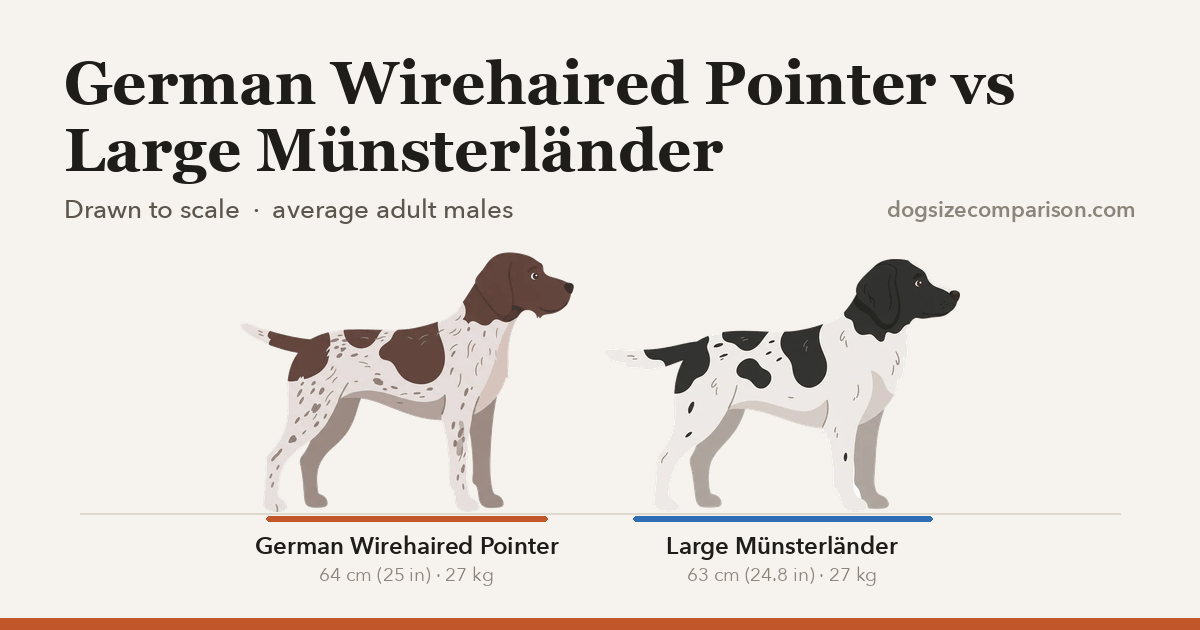 German Wirehaired Pointer vs
Large Münsterländer
Drawn to scale · average adult males
dogsizecomparison.com
German Wirehaired Pointer
64 cm (25 in) · 27 kg
Large Münsterländer
63 cm (24.8 in) · 27 kg